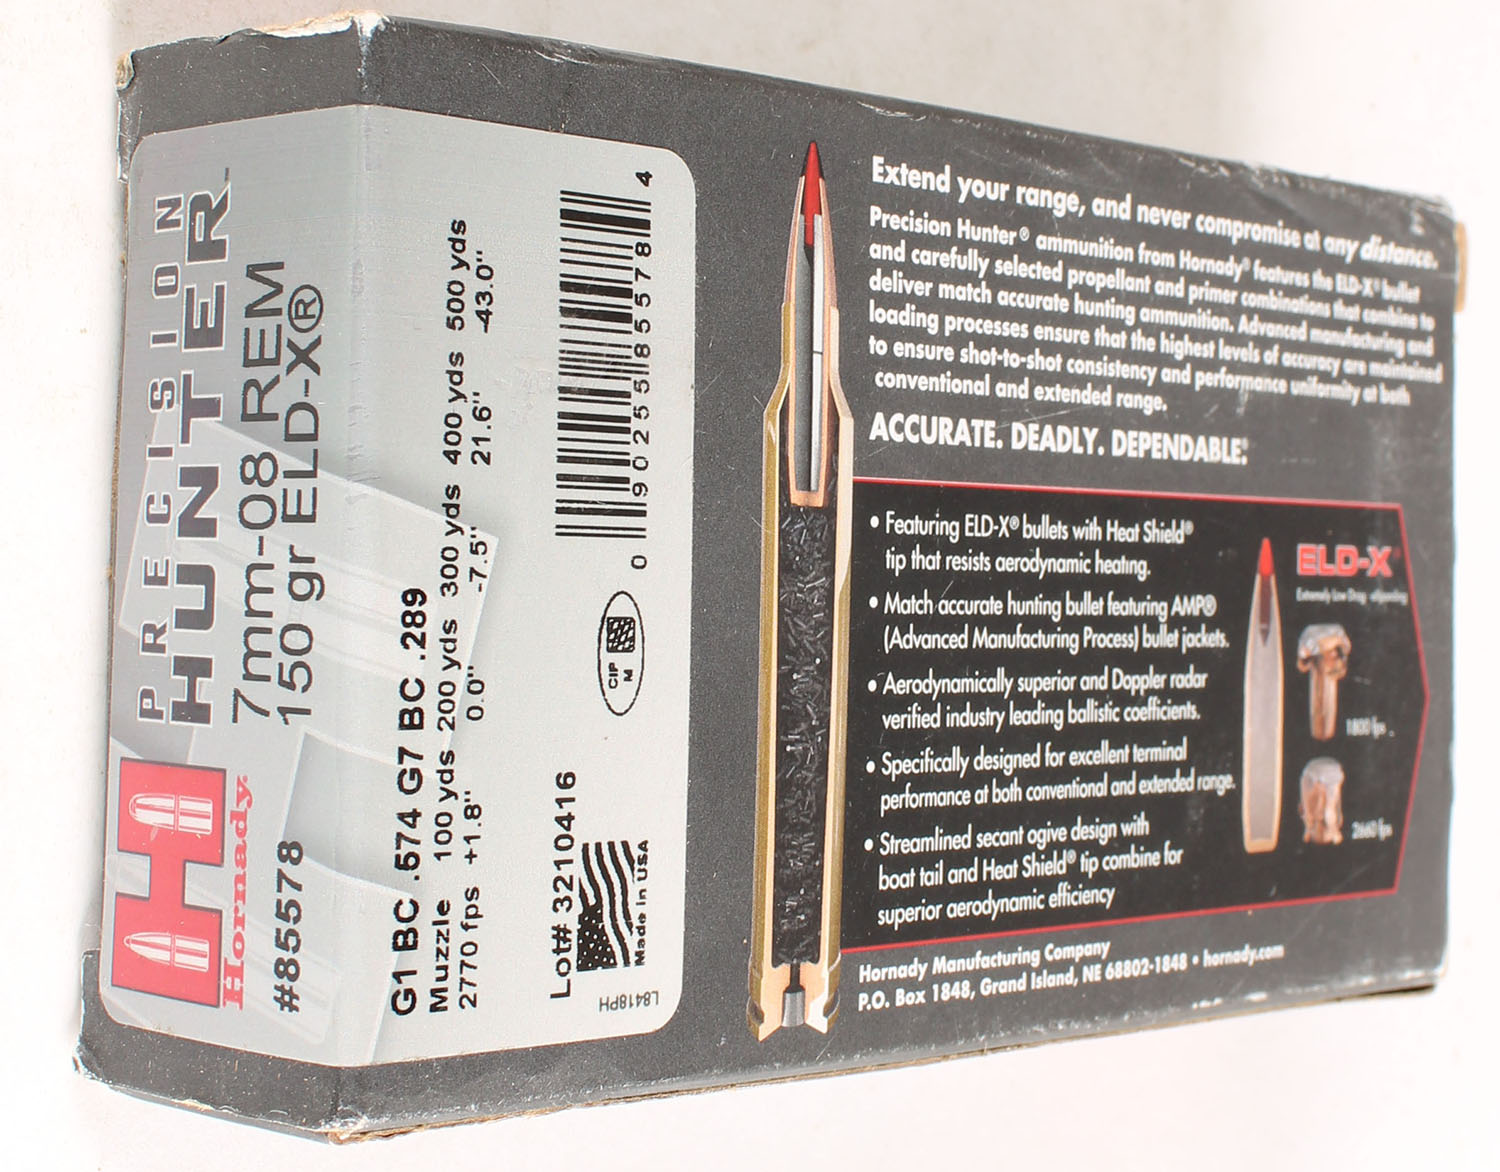 PRECISION
HUNTER™
7mm-08 REM
150 gr ELD-X®
Hornady®
#85578
G1 BC .574 G7 BC .289
Muzzle 100 yds 200 yds 300 yds 400 yds 500 yds
2770 fps +1.8" 0.0" -7.5" 21.6" -43.0"
Lot# 3210416
Made in USA
CIP
M
0 90255 85578 4
L8418PH
Extend your range, and never compromise at any distance.
Precision Hunter® ammunition from Hornady® features the ELD-X® bullet
and carefully selected propellant and primer combinations that combine to
deliver match accurate hunting ammunition. Advanced manufacturing and
loading processes ensure that the highest levels of accuracy are maintained
to ensure shot-to-shot consistency and performance uniformity at both
conventional and extended range.
ACCURATE. DEADLY. DEPENDABLE.®
• Featuring ELD-X® bullets with Heat Shield®
tip that resists aerodynamic heating.
• Match accurate hunting bullet featuring AMP®
(Advanced Manufacturing Process) bullet jackets.
• Aerodynamically superior and Doppler radar
verified industry leading ballistic coefficients.
• Specifically designed for excellent terminal
performance at both conventional and extended range.
• Streamlined secant ogive design with
boat tail and Heat Shield® tip combine for
superior aerodynamic efficiency
ELD-X®
Extremely Low Drag - eXpanding
1800 fps
2660 fps
Hornady Manufacturing Company
P.O. Box 1848, Grand Island, NE 68802-1848 • hornady.com